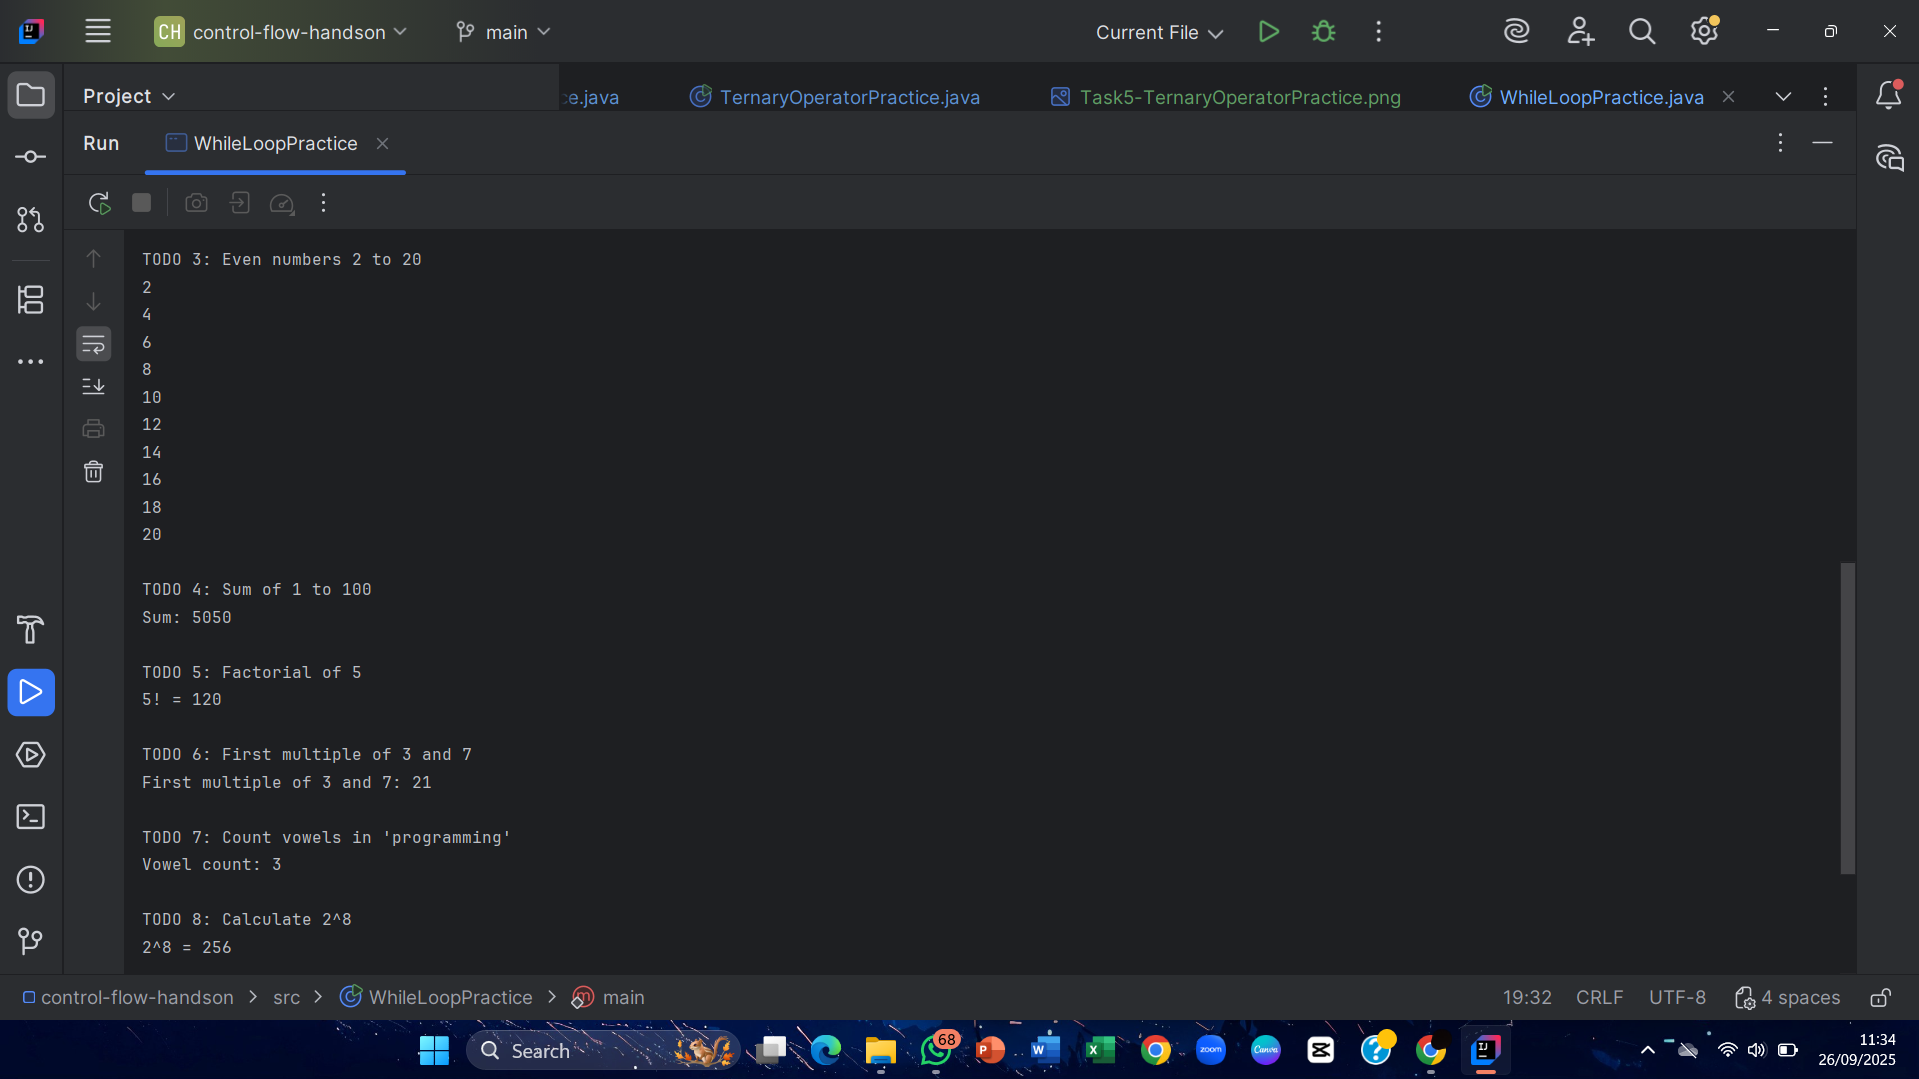 CH control-flow-handson main Current File
Project ce.java TernaryOperatorPractice.java Task5-TernaryOperatorPractice.png WhileLoopPractice.java
Run WhileLoopPractice
TODO 3: Even numbers 2 to 20
2
4
6
8
10
12
14
16
18
20
TODO 4: Sum of 1 to 100
Sum: 5050
TODO 5: Factorial of 5
5! = 120
TODO 6: First multiple of 3 and 7
First multiple of 3 and 7: 21
TODO 7: Count vowels in 'programming'
Vowel count: 3
TODO 8: Calculate 2^8
2^8 = 256
control-flow-handson > src > WhileLoopPractice > m main 19:32 CRLF UTF-8 4 spaces
Search 68 P W X zoom Canva ? IJ 11:34
26/09/2025